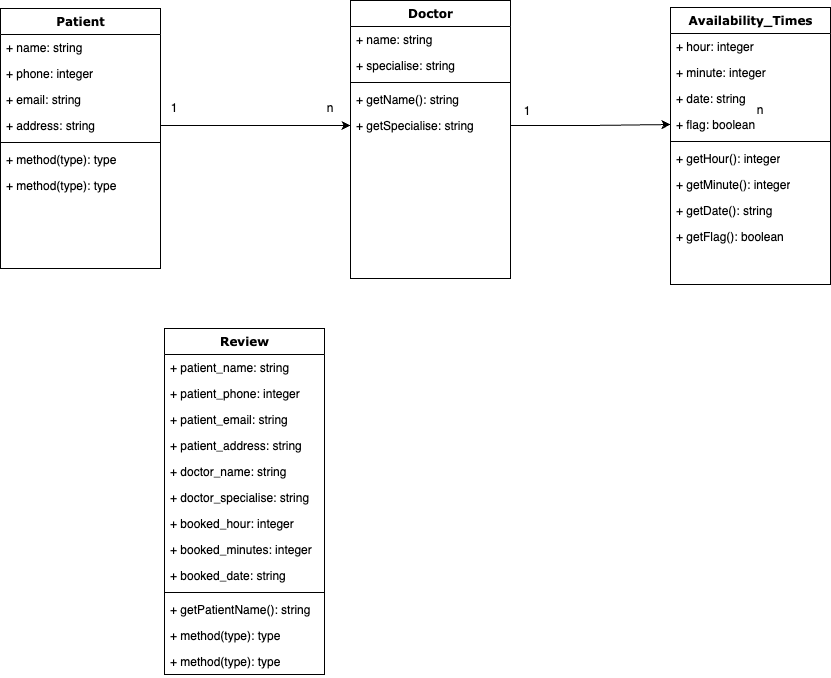 Patient
+ name: string
+ phone: integer
+ email: string
+ address: string
+ method(type): type
+ method(type): type
1
n
Doctor
+ name: string
+ specialise: string
+ getName(): string
+ getSpecialise: string
1
n
Availability_Times
+ hour: integer
+ minute: integer
+ date: string
+ flag: boolean
+ getHour(): integer
+ getMinute(): integer
+ getDate(): string
+ getFlag(): boolean
Review
+ patient_name: string
+ patient_phone: integer
+ patient_email: string
+ patient_address: string
+ doctor_name: string
+ doctor_specialise: string
+ booked_hour: integer
+ booked_minutes: integer
+ booked_date: string
+ getPatientName(): string
+ method(type): type
+ method(type): type